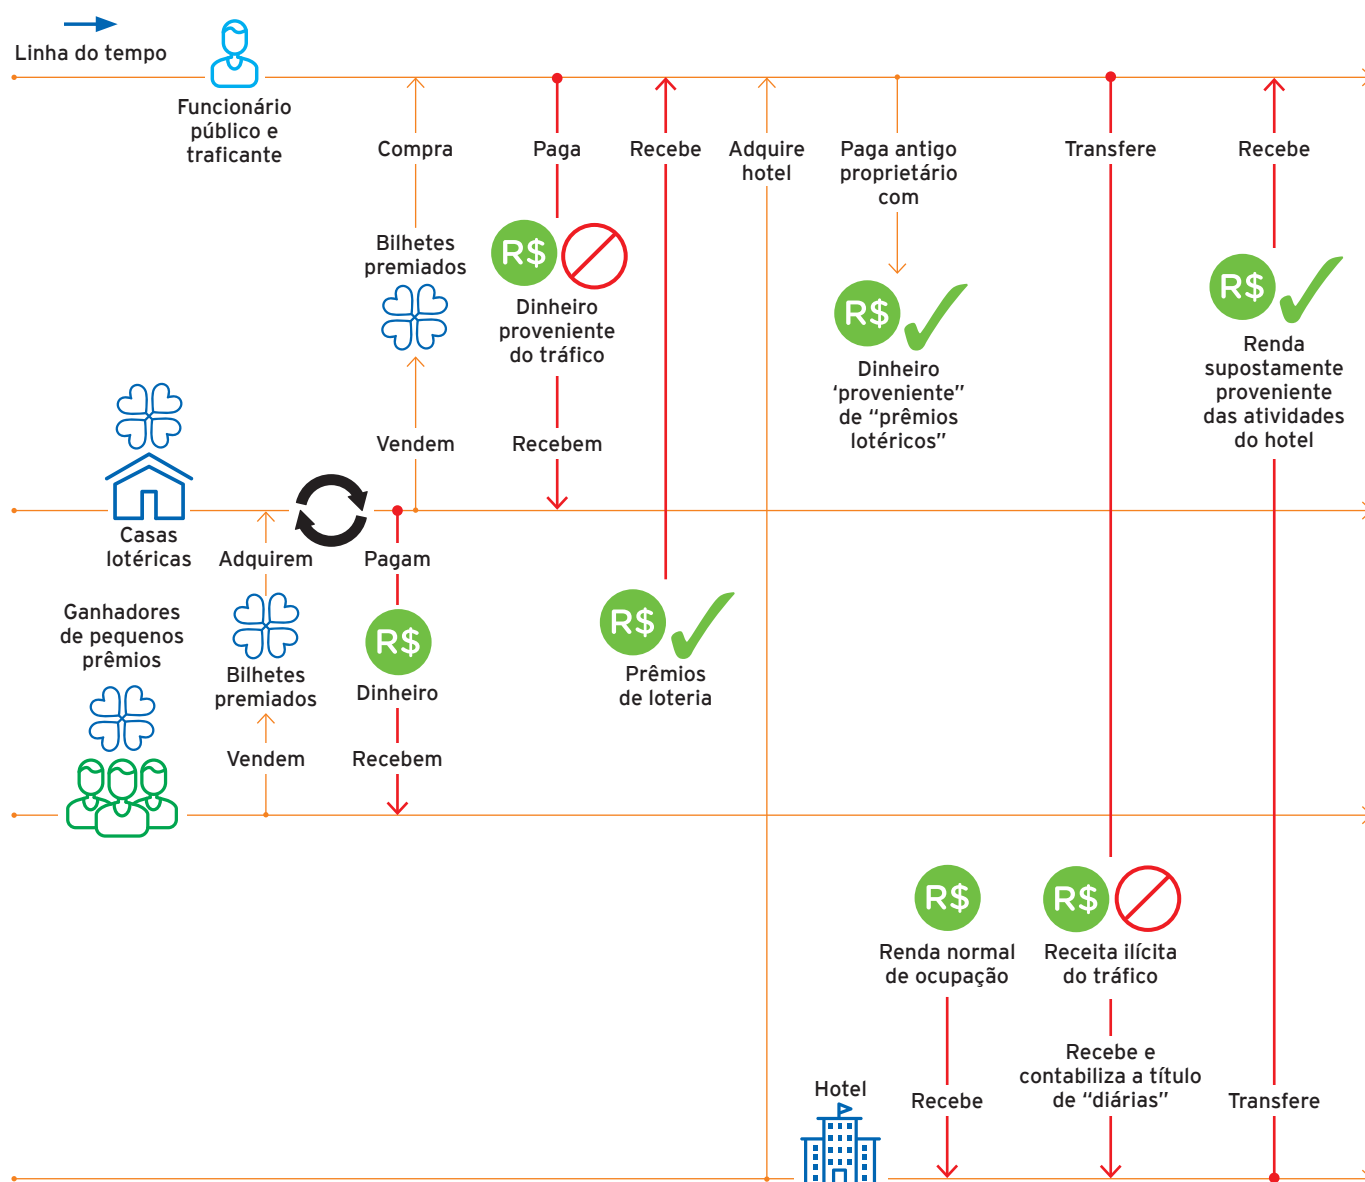 Linha do tempo
Funcionário
público e
traficante
Compra
Paga
Recebe
Adquire
hotel
Paga antigo
proprietário
com
Transfere
Recebe
Bilhetes
premiados
R$
Dinheiro
proveniente
do tráfico
R$
Dinheiro
‘proveniente”
de “prêmios
lotéricos”
R$
Renda
supostamente
proveniente
das atividades
do hotel
Vendem
Recebem
Casas
lotéricas
Adquirem
Pagam
Ganhadores
de pequenos
prêmios
Bilhetes
premiados
R$
Dinheiro
R$
Prêmios
de loteria
Vendem
Recebem
R$
Renda normal
de ocupação
R$
Receita ilícita
do tráfico
Hotel
Recebe
Recebe e
contabiliza a título
de “diárias”
Transfere